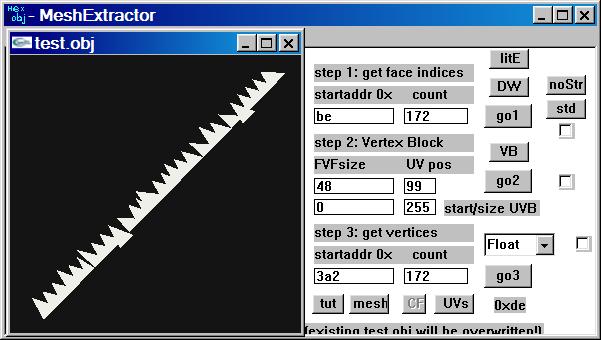 Hex obj - MeshExtractor
test.obj
litE
step 1: get face indices
DW
noStr
startaddr 0x count
std
be 172 go1
step 2: Vertex Block
VB
FVFsize UV pos
48 99 go2
0 255 start/size UVB
step 3: get vertices
Float
startaddr 0x count
3a2 172 go3
tut mesh CF UVs 0xde
(existing test.obj will be overwritten!)